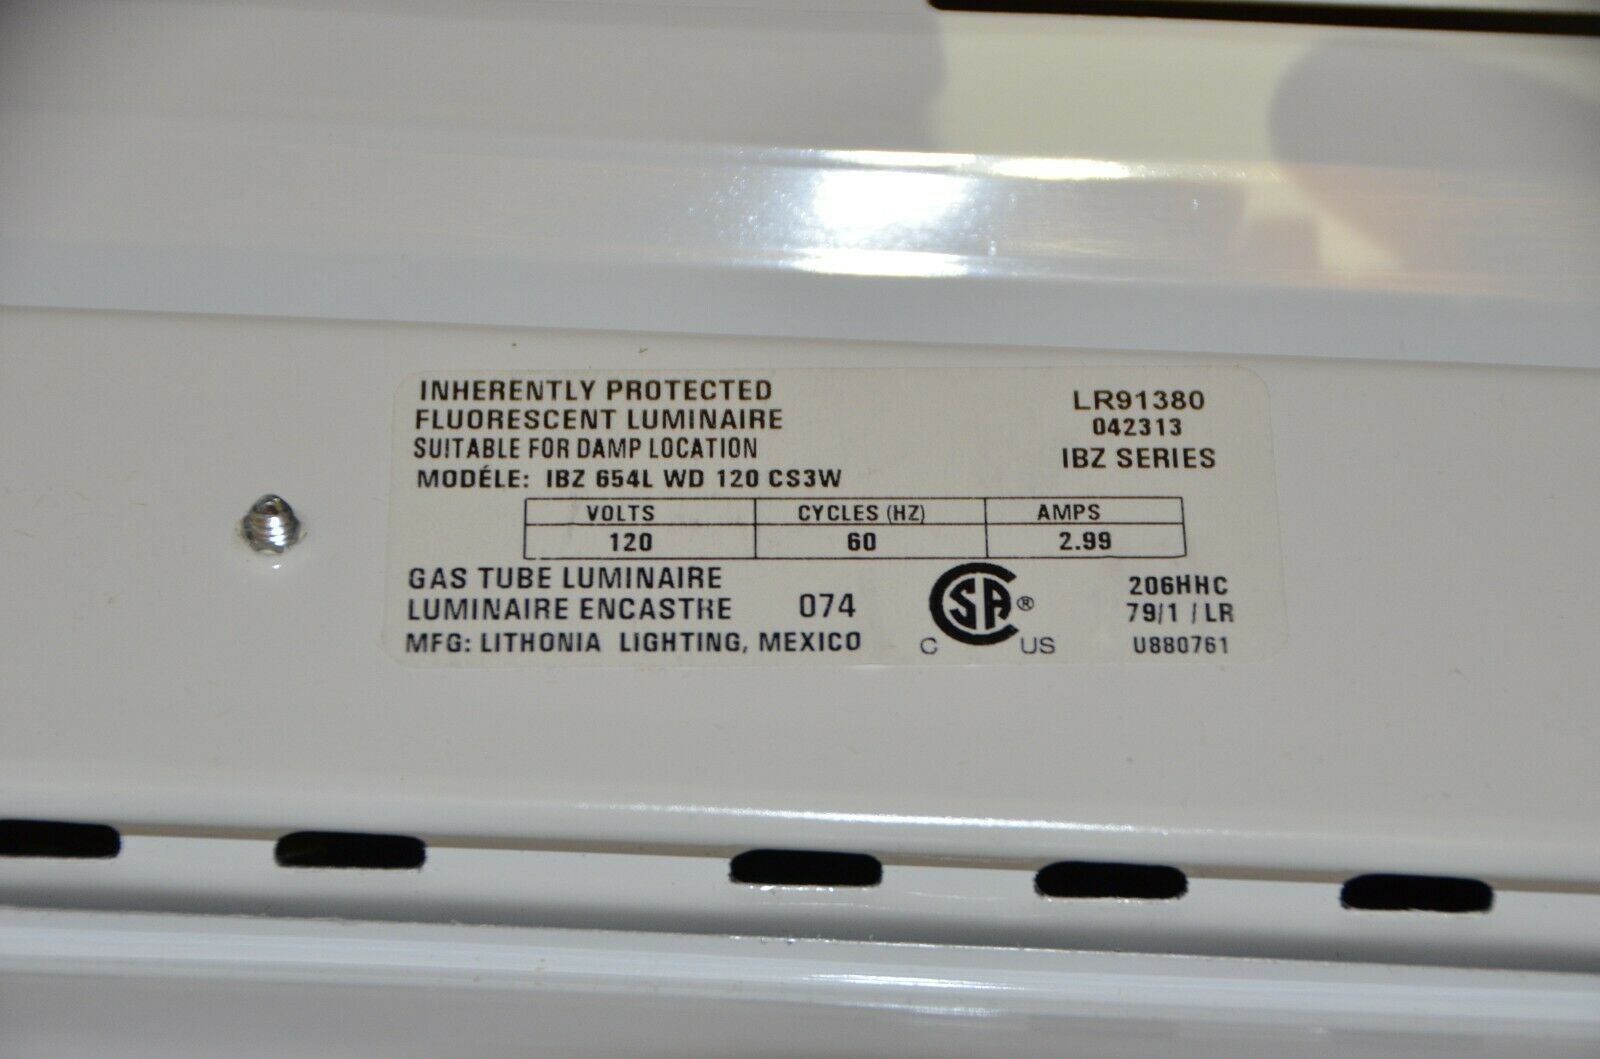 INHERENTLY PROTECTED
FLUORESCENT LUMINAIRE
SUITABLE FOR DAMP LOCATION
MODÉLE: IBZ 654L WD 120 CS3W
LR91380
042313
IBZ SERIES
VOLTS CYCLES (HZ) AMPS
120 60 2.99
GAS TUBE LUMINAIRE
LUMINAIRE ENCASTRE 074
MFG: LITHONIA LIGHTING, MEXICO
CSA®
C US
206HHC
79/1 / LR
U880761